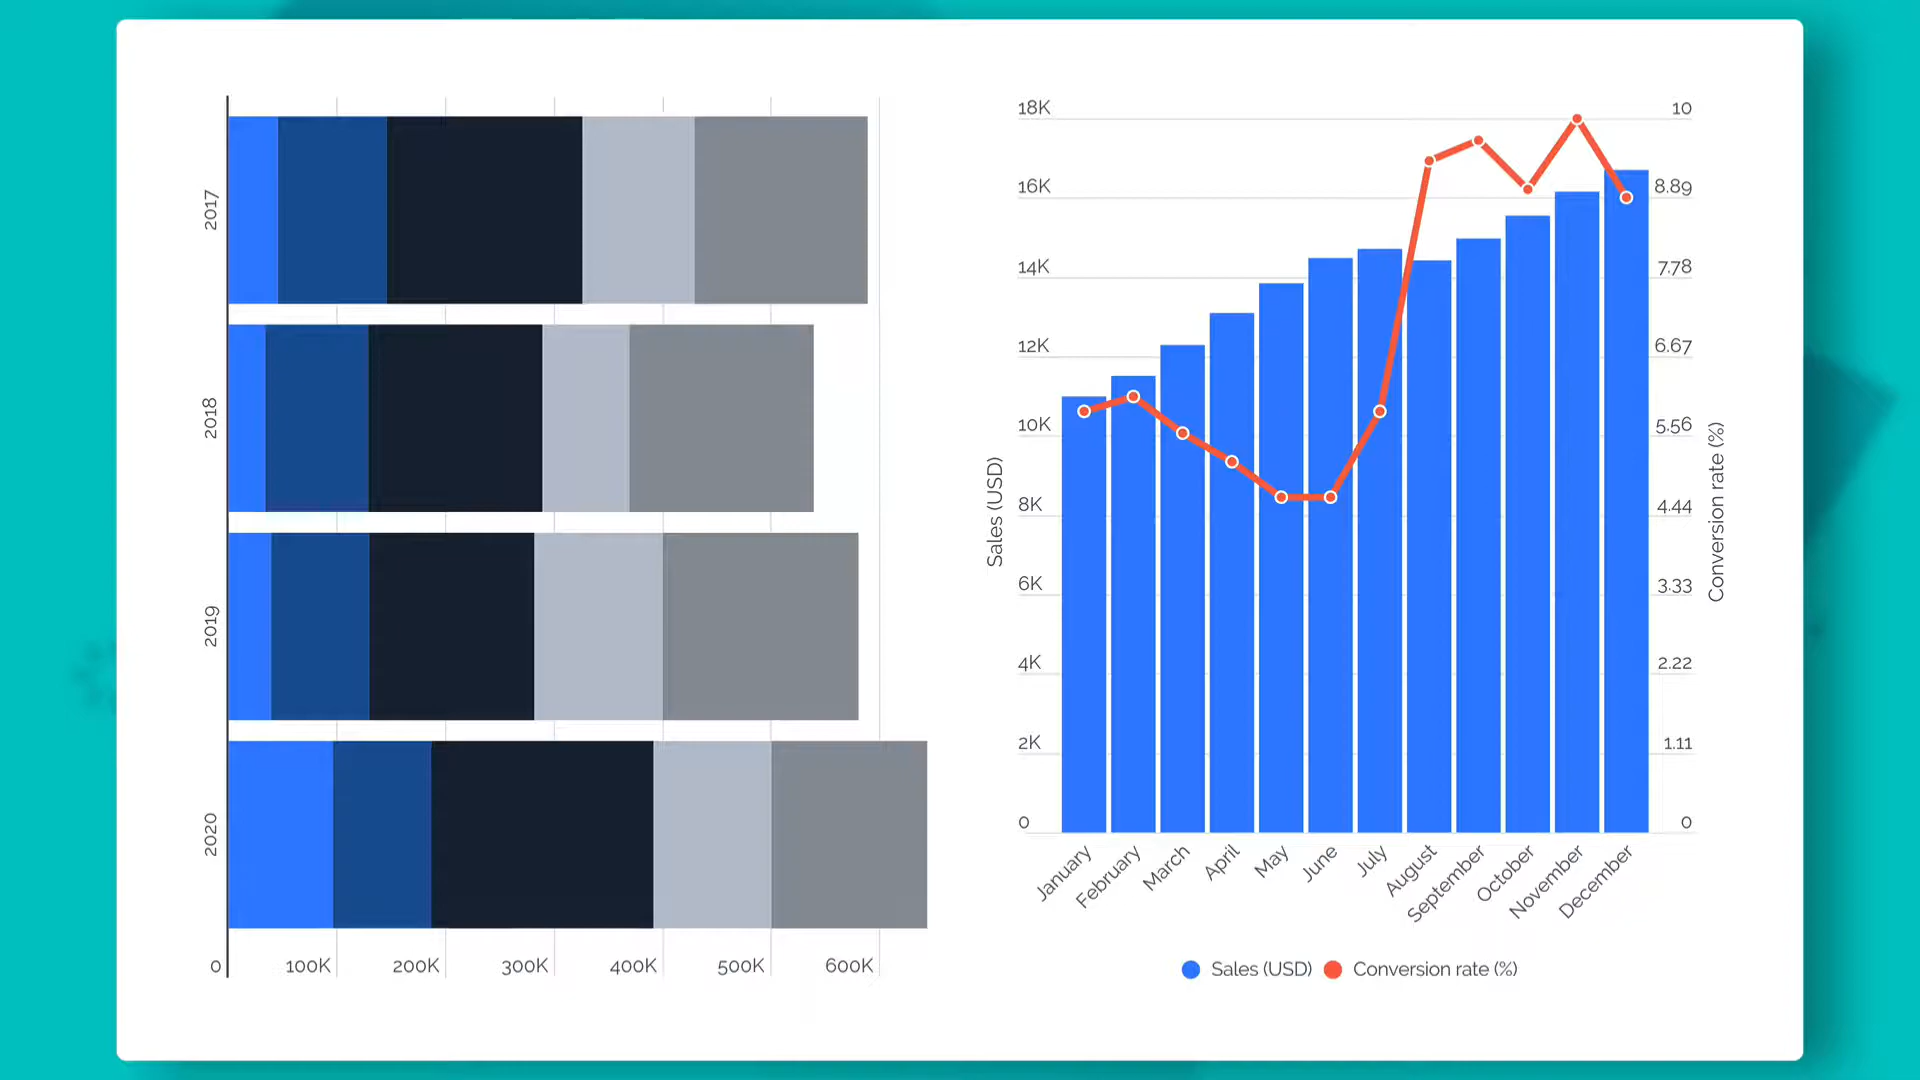 2017
2018
2019
2020
0 100K 200K 300K 400K 500K 600K
18K
16K
14K
12K
10K
8K
6K
4K
2K
0
Sales (USD)
10
8.89
7.78
6.67
5.56
4.44
3.33
2.22
1.11
0
Conversion rate (%)
January
February
March
April
May
June
July
August
September
October
November
December
Sales (USD) Conversion rate (%)